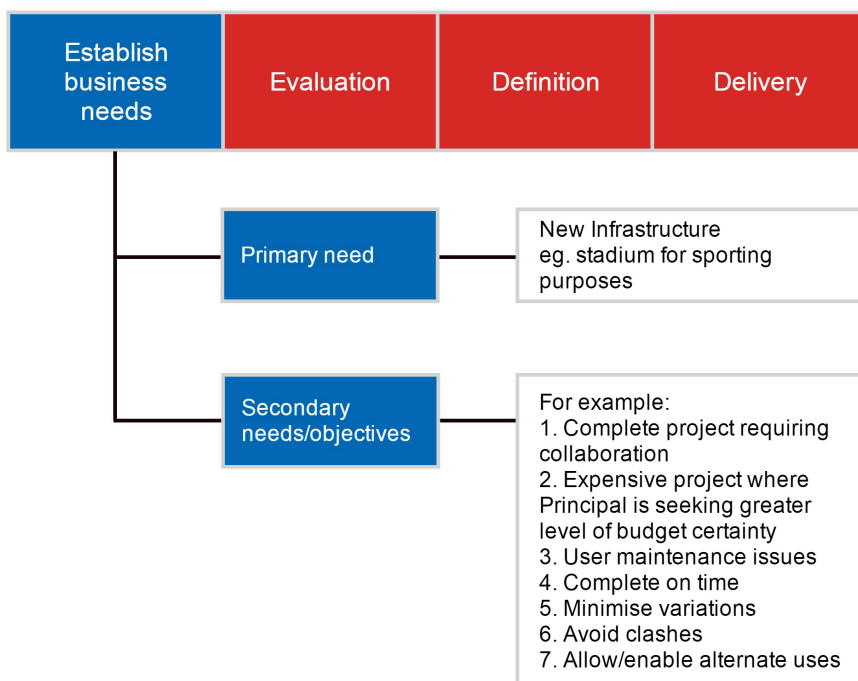 Establish
business
needs
Evaluation
Definition
Delivery
Primary need
New Infrastructure
eg. stadium for sporting
purposes
Secondary
needs/objectives
For example:
1. Complete project requiring
collaboration
2. Expensive project where
Principal is seeking greater
level of budget certainty
3. User maintenance issues
4. Complete on time
5. Minimise variations
6. Avoid clashes
7. Allow/enable alternate uses